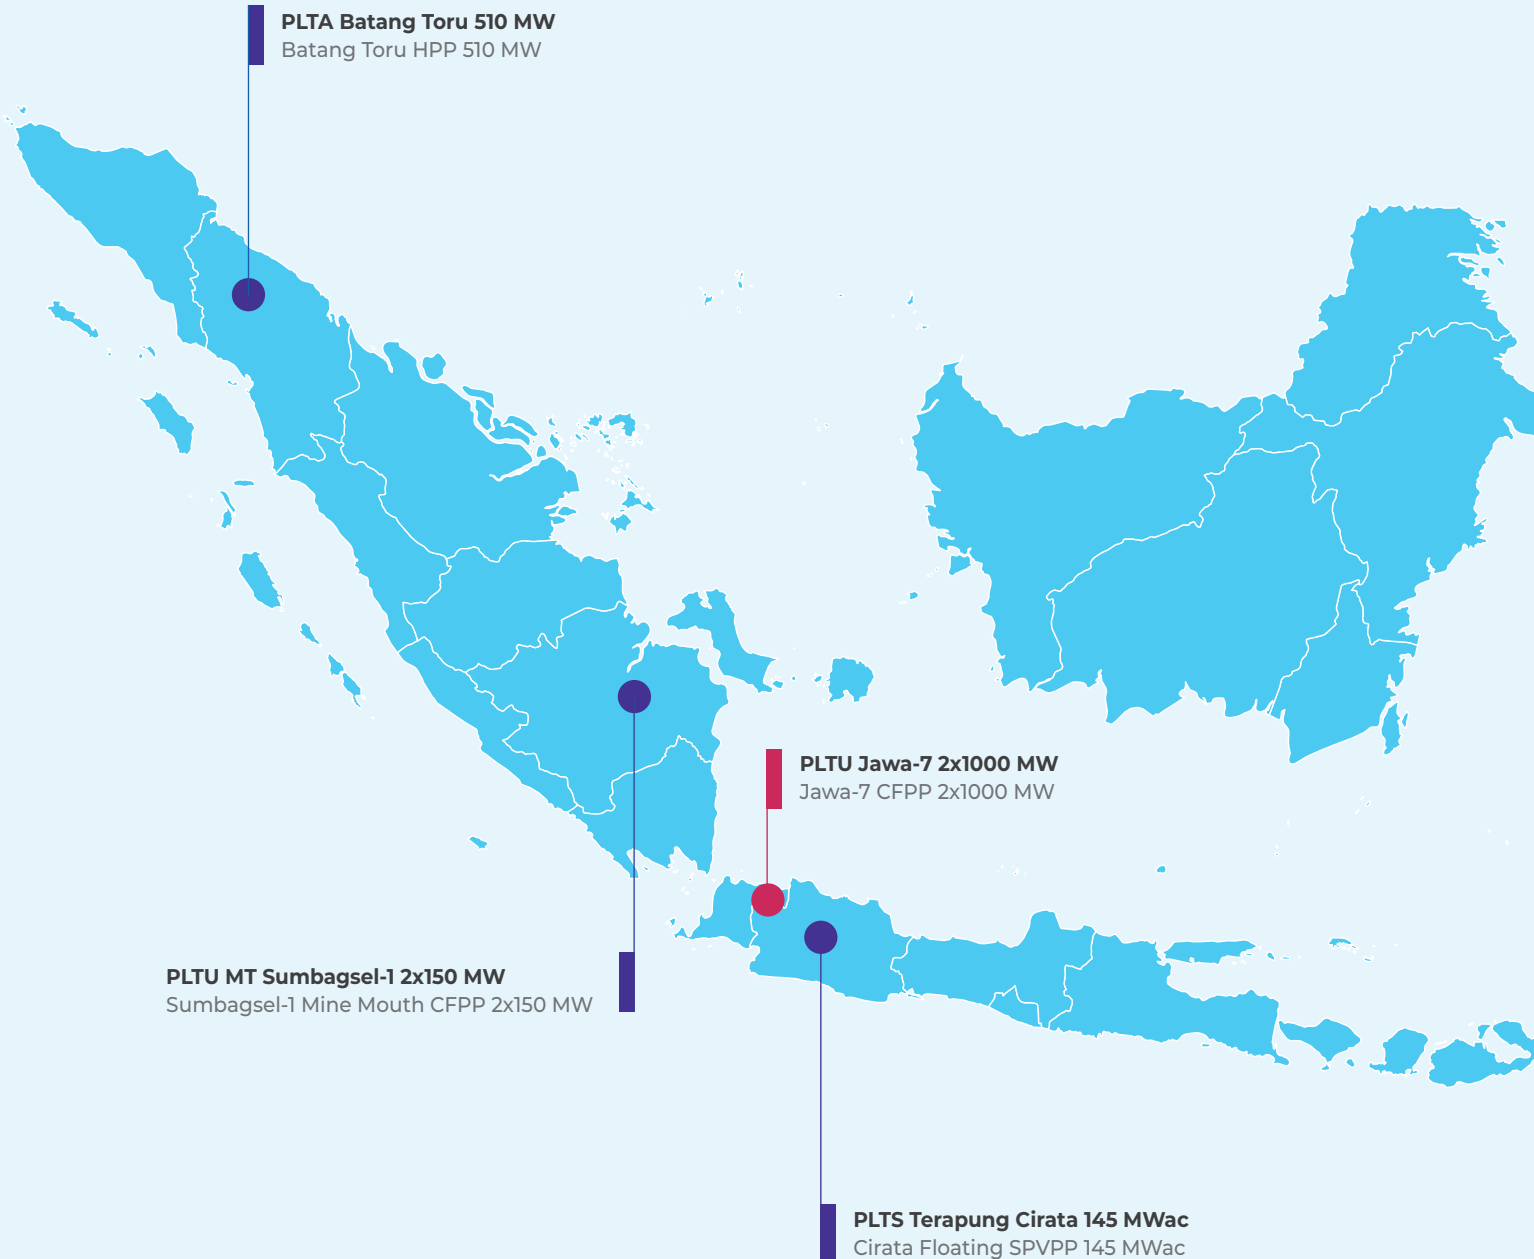 PLTA Batang Toru 510 MW
Batang Toru HPP 510 MW
PLTU Jawa-7 2x1000 MW
Jawa-7 CFPP 2x1000 MW
PLTU MT Sumbagsel-1 2x150 MW
Sumbagsel-1 Mine Mouth CFPP 2x150 MW
PLTS Terapung Cirata 145 MWac
Cirata Floating SPVPP 145 MWac